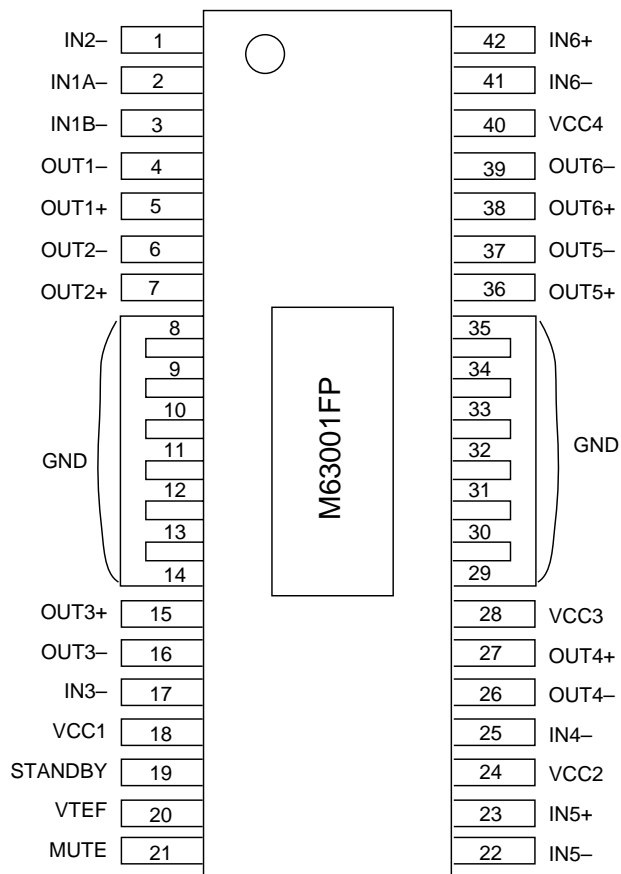 IN2– 1 42 IN6+
IN1A– 2 41 IN6–
IN1B– 3 40 VCC4
OUT1– 4 39 OUT6–
OUT1+ 5 38 OUT6+
OUT2– 6 37 OUT5–
OUT2+ 7 36 OUT5+
8 35
9 34
10 33
GND 11 32 GND
12 31
13 30
14 29
M63001FP
OUT3+ 15 28 VCC3
OUT3– 16 27 OUT4+
IN3– 17 26 OUT4–
VCC1 18 25 IN4–
STANDBY 19 24 VCC2
VTEF 20 23 IN5+
MUTE 21 22 IN5–